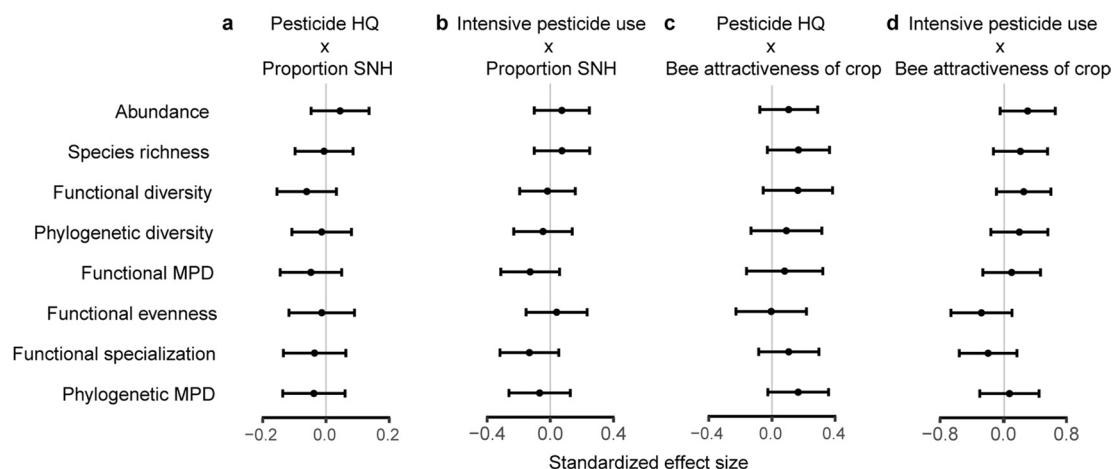 a Pesticide HQ
x
Proportion SNH
b Intensive pesticide use
x
Proportion SNH
c Pesticide HQ
x
Bee attractiveness of crop
d Intensive pesticide use
x
Bee attractiveness of crop
Abundance
Species richness
Functional diversity
Phylogenetic diversity
Functional MPD
Functional evenness
Functional specialization
Phylogenetic MPD
−0.2 0.0 0.2
−0.4 0.0 0.4
−0.4 0.0 0.4
−0.8 0.0 0.8
Standardized effect size